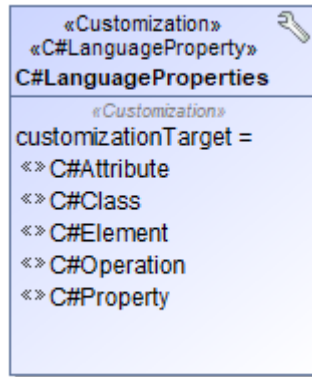 «Customization»
«C#LanguageProperty»
C#LanguageProperties
«Customization»
customizationTarget =
«» C#Attribute
«» C#Class
«» C#Element
«» C#Operation
«» C#Property